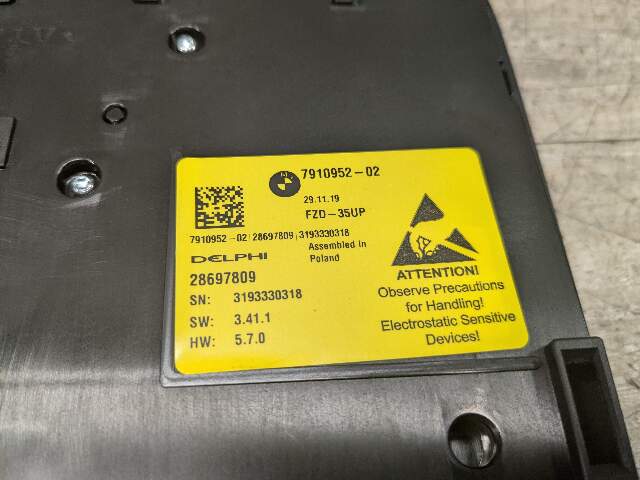 7910952-02
29.11.19
FZD-35UP
7910952-02|28697809|3193330318
DELPHI
Assembled in
Poland
28697809
SN: 3193330318
SW: 3.41.1
HW: 5.7.0
ATTENTION!
Observe Precautions
for Handling!
Electrostatic Sensitive
Devices!